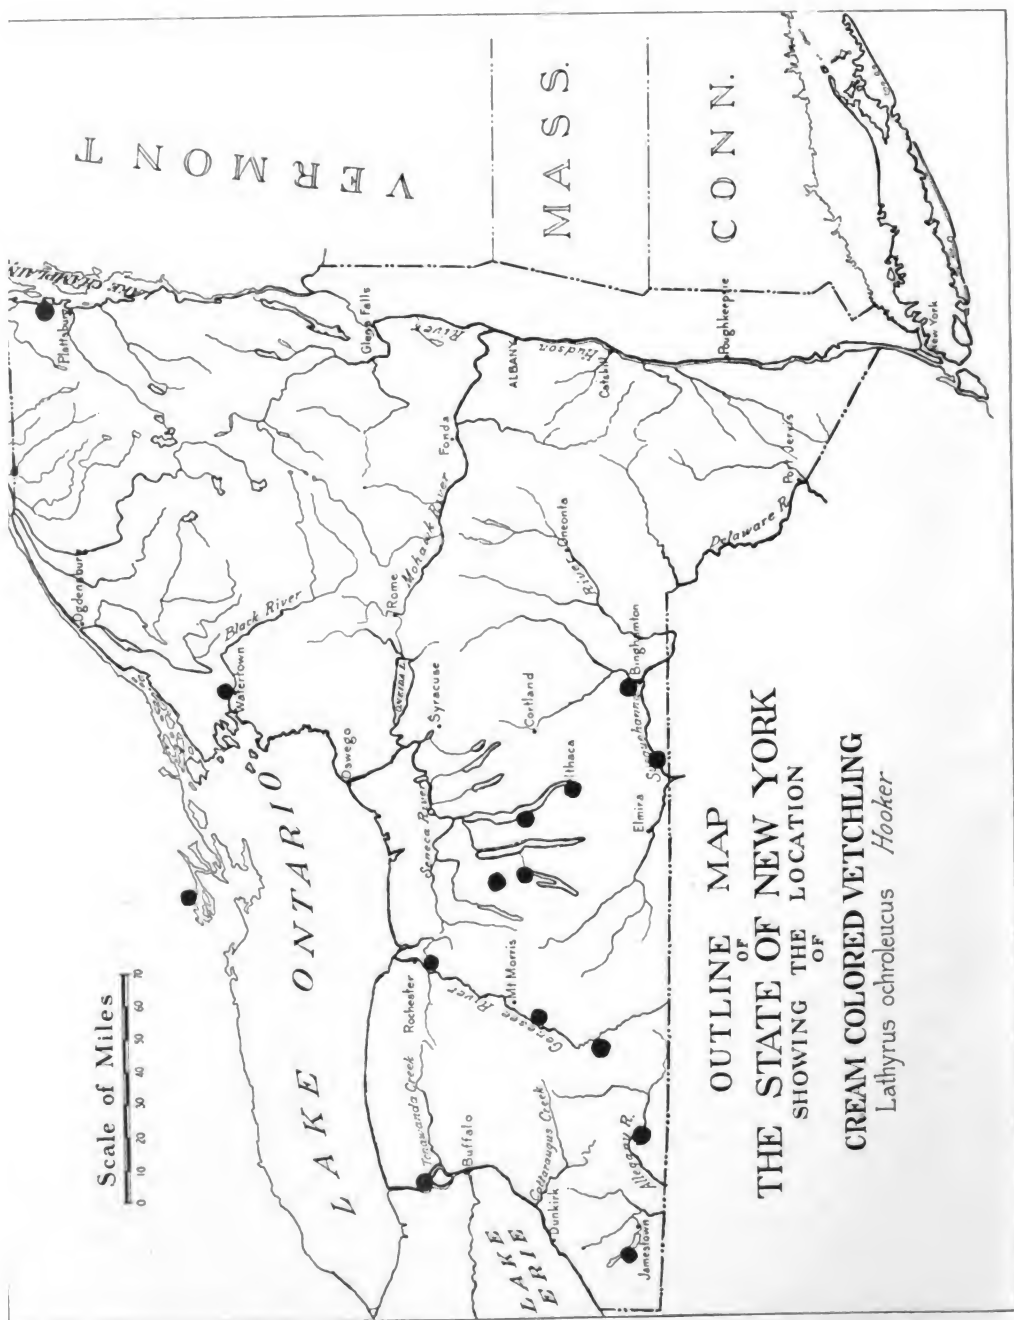 Scale of Miles
0 10 20 30 40 50 60 70
LAKE ONTARIO
LAKE
ERIE
VERMONT
MASS.
CONN.
LAKE CHAMPLAIN
Plattsburg
Ogdensburg
Black River
Watertown
Glens Falls
Hudson River
Mohawk River
Fonda
Rome
ALBANY
Catskill
Poughkeepsie
New York
Port Jervis
Delaware R.
Oneonta
River
Binghamton
Susquehanna
Oneida L.
Syracuse
Oswego
Cortland
Ithaca
Elmira
Seneca River
Rochester
Mt Morris
Genesee River
Tonawanda Creek
Buffalo
Cattaraugus Creek
Dunkirk
Allegany R.
Jamestown
OUTLINE MAP
OF
THE STATE OF NEW YORK
SHOWING THE LOCATION
OF
CREAM COLORED VETCHLING
Lathyrus ochroleucus Hooker